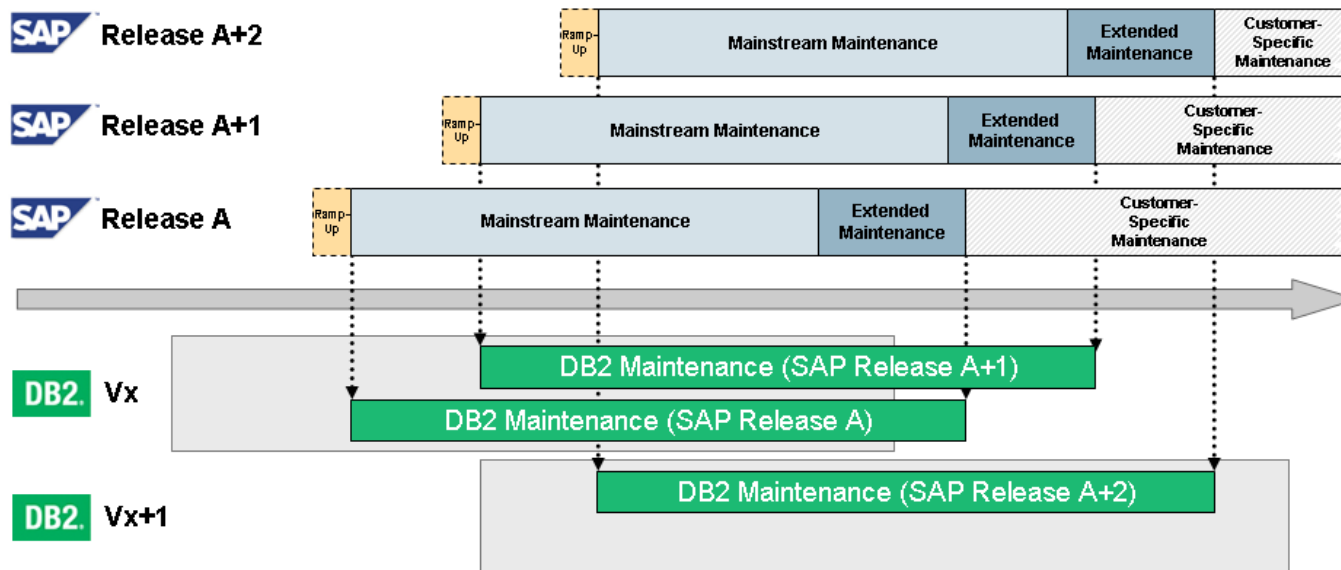 SAP Release A+2
Ramp-
Up
Mainstream Maintenance
Extended
Maintenance
Customer-
Specific
Maintenance
SAP Release A+1
Ramp-
Up
Mainstream Maintenance
Extended
Maintenance
Customer-
Specific
Maintenance
SAP Release A
Ramp-
Up
Mainstream Maintenance
Extended
Maintenance
Customer-
Specific
Maintenance
DB2. Vx
DB2 Maintenance (SAP Release A+1)
DB2 Maintenance (SAP Release A)
DB2. Vx+1
DB2 Maintenance (SAP Release A+2)